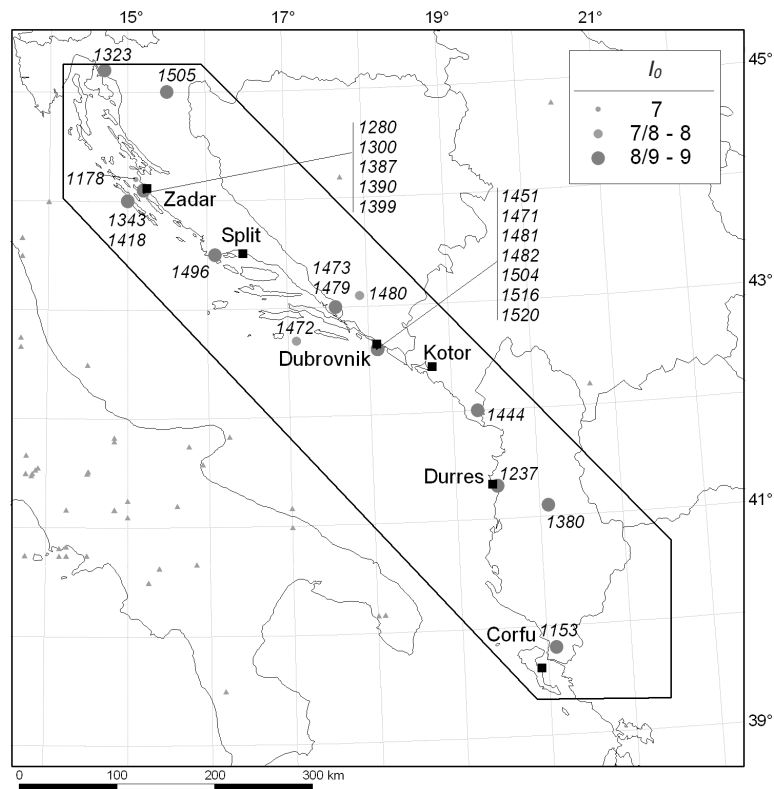 15° 17° 19° 21°
1323
45°
1505
I₀
7
7/8 - 8
8/9 - 9
1280
1300
1387
1390
1399
1178
Zadar
1343
1418
1451
1471
1481
1482
1504
1516
1520
Split
1496
1473
1479
1480
43°
1472
Dubrovnik
Kotor
1444
Durres
1237
41°
1380
Corfu
1153
39°
0 100 200 300 km